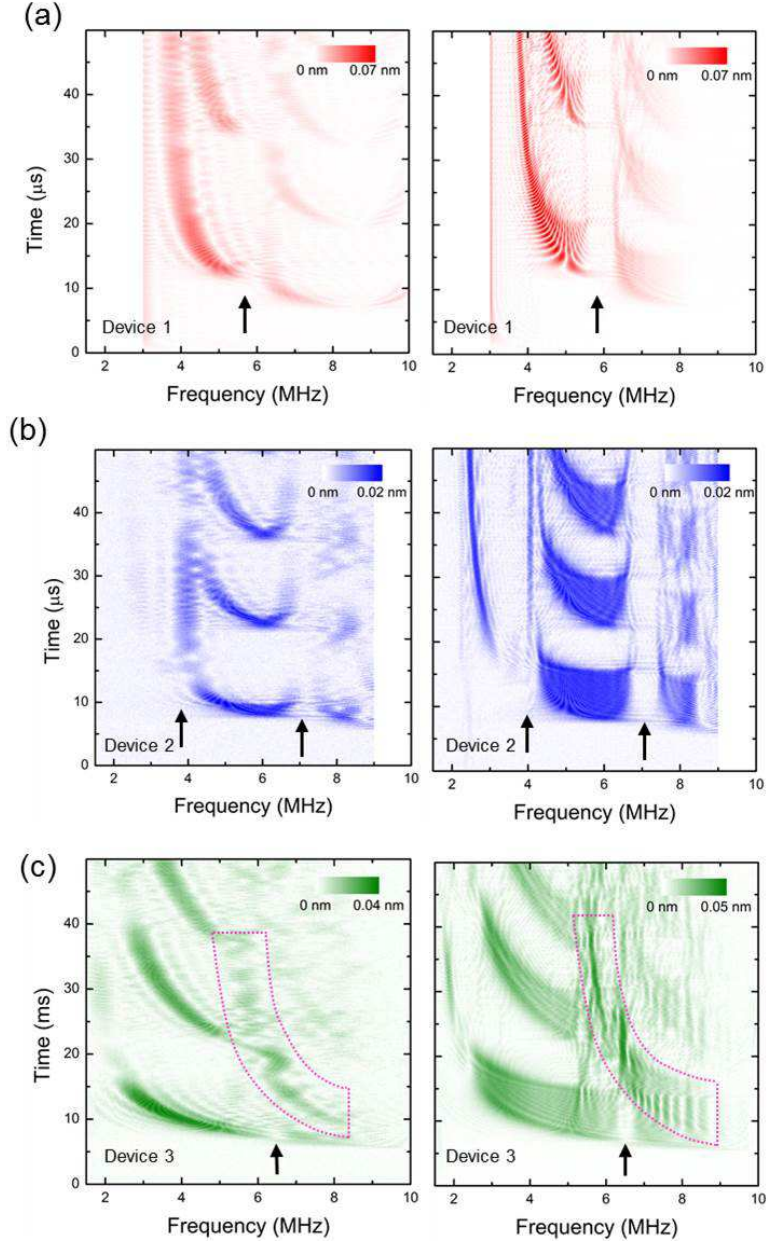 (a)
0 nm 0.07 nm
0 nm 0.07 nm
Time (μs)
40
30
20
10
0
Device 1
Device 1
2 4 6 8 10
2 4 6 8 10
Frequency (MHz)
Frequency (MHz)
(b)
0 nm 0.02 nm
0 nm 0.02 nm
Time (μs)
40
30
20
10
0
Device 2
Device 2
2 4 6 8 10
2 4 6 8 10
Frequency (MHz)
Frequency (MHz)
(c)
0 nm 0.04 nm
0 nm 0.05 nm
Time (ms)
40
30
20
10
0
Device 3
Device 3
2 4 6 8 10
2 4 6 8 10
Frequency (MHz)
Frequency (MHz)